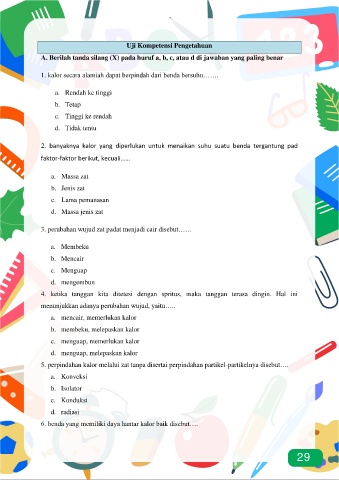 Uji Kompetensi Pengetahuan
A. Berilah tanda silang (X) pada huruf a, b, c, atau d di jawaban yang paling benar
1. kalor secara alamiah dapat berpindah dari benda bersuhu…….
a. Rendah ke tinggi
b. Tetap
c. Tinggi ke rendah
d. Tidak tentu
2. banyaknya kalor yang diperlukan untuk menaikan suhu suatu benda tergantung pad
faktor-faktor berikut, kecuali.....
a. Massa zat
b. Jenis zat
c. Lama pemanasan
d. Massa jenis zat
3. perubahan wujud zat padat menjadi cair disebut……
a. Membeku
b. Mencair
c. Menguap
d. mengembun
4. ketika tanggan kita ditetesi dengan spritus, maka tanggan terasa dingin. Hal ini
menunjukkan adanya perubahan wujud, yaitu…..
a. mencair, memerlukan kalor
b. membeku, melepaskan kalor
c. menguap, memerlukan kalor
d. menguap, melepaskan kalor
5. perpindahan kalor melalui zat tanpa disertai perpindahan partikel-partikelnya disebut….
a. Konveksi
b. Isolator
c. Konduksi
d. radiasi
6. benda yang memiliki daya hantar kalor baik disebut.....
29